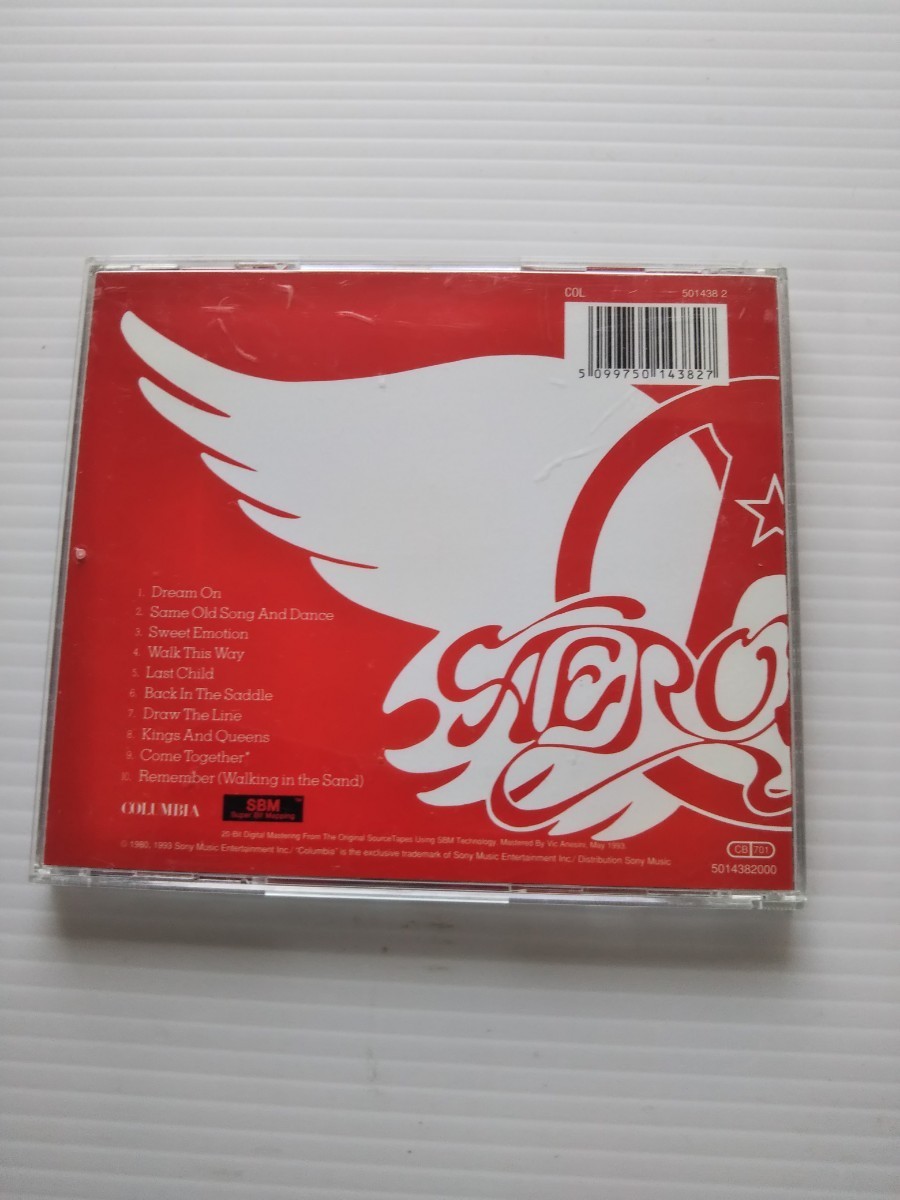 COL 501438 2
5 099750 143827
AERO
1. Dream On
2. Same Old Song And Dance
3. Sweet Emotion
4. Walk This Way
5. Last Child
6. Back In The Saddle
7. Draw The Line
8. Kings And Queens
9. Come Together*
10. Remember (Walking in the Sand)
COLUMBIA SBM™
Super Bit Mapping
20-Bit Digital Mastering From The Original SourceTapes Using SBM Technology. Mastered By Vic Anesini, May 1993.
© 1980, 1993 Sony Music Entertainment Inc./ "Columbia" is the exclusive trademark of Sony Music Entertainment Inc./ Distribution Sony Music
CB 701
5014382000